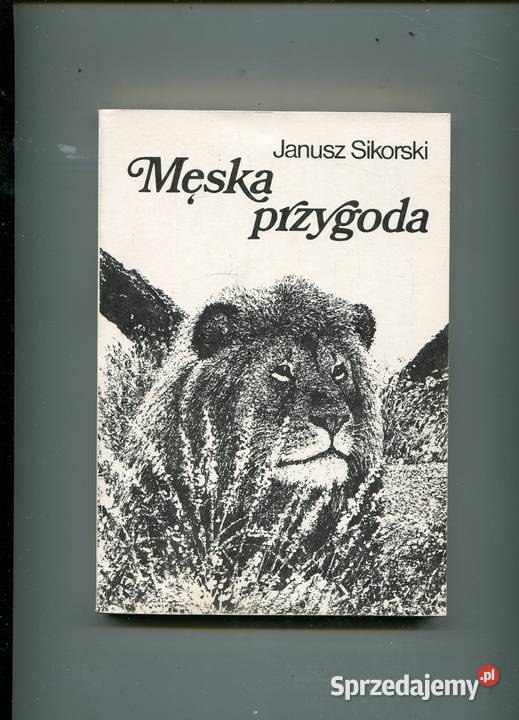 Janusz Sikorski
Męska
przygoda
Sprzedajemy.pl